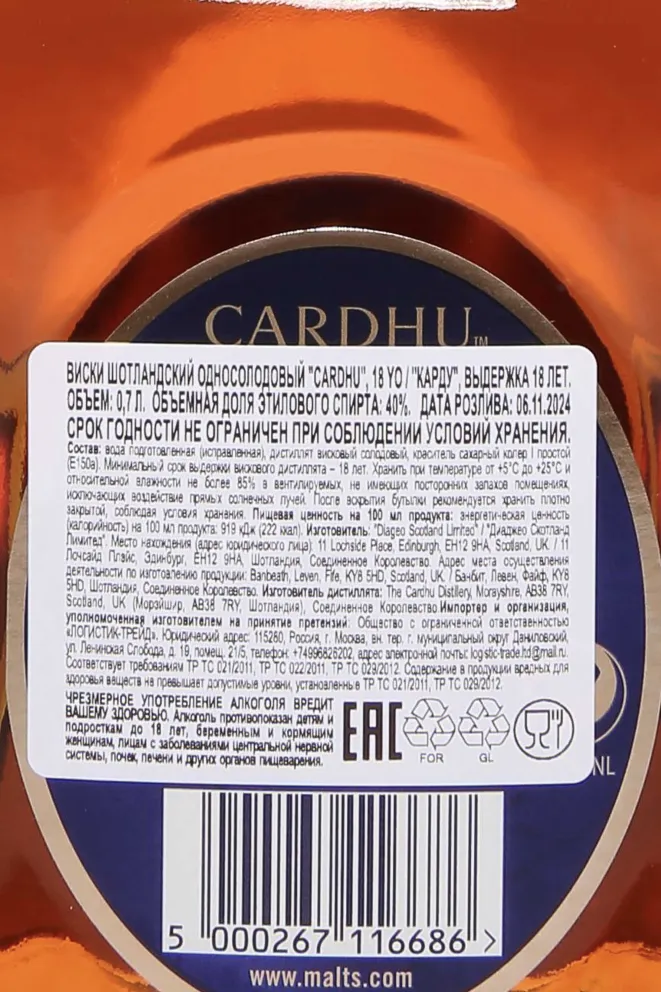 CARDHU™
ВИСКИ ШОТЛАНДСКИЙ ОДНОСОЛОДОВЫЙ "CARDHU", 18 YO / "КАРДУ", ВЫДЕРЖКА 18 ЛЕТ.
ОБЪЕМ: 0,7 Л. ОБЪЕМНАЯ ДОЛЯ ЭТИЛОВОГО СПИРТА: 40%. ДАТА РОЗЛИВА: 06.11.2024
СРОК ГОДНОСТИ НЕ ОГРАНИЧЕН ПРИ СОБЛЮДЕНИИ УСЛОВИЙ ХРАНЕНИЯ.
Состав: вода подготовленная (исправленная), дистиллят висковый солодовый, краситель сахарный колер I простой
(E150a). Минимальный срок выдержки вискового дистиллята – 18 лет. Хранить при температуре от +5°С до +25°С и
относительной влажности не более 85% в вентилируемых, не имеющих посторонних запахов помещениях,
исключающих воздействие прямых солнечных лучей. После вскрытия бутылки рекомендуется хранить плотно
закрытой, соблюдая условия хранения. Пищевая ценность на 100 мл продукта: энергетическая ценность
(калорийность) на 100 мл продукта: 919 кДж (222 ккал). Изготовитель: "Diageo Scotland Limited" / "Диаджео Скотланд
Лимитед". Место нахождения (адрес юридического лица): 11 Lochside Place, Edinburgh, EH12 9HA, Scotland, UK. / 11
Лочсайд Плэйс, Эдинбург, EH12 9HA, Шотландия, Соединенное Королевство. Адрес места осуществления
деятельности по изготовлению продукции: Banbeath, Leven, Fife, KY8 5HD, Scotland, UK / Банбит, Левен, Файф, KY8
5HD, Шотландия, Соединенное Королевство. Изготовитель дистиллята: The Cardhu Distillery, Morayshire, AB38 7RY,
Scotland, UK (Морэйшир, AB38 7RY, Шотландия), Соединенное Королевство.Импортер и организация,
уполномоченная изготовителем на принятие претензий: Общество с ограниченной ответственностью
«ЛОГИСТИК-ТРЕЙД». Юридический адрес: 115280, Россия, г. Москва, вн. тер. г. муниципальный округ Даниловский,
ул. Ленинская Слобода, д. 19, помещ. 21/5, телефон: +74996826202, адрес электронной почты: logistic-trade.ltd@mail.ru.
Соответствует требованиям ТР ТС 021/2011, ТР ТС 022/2011, ТР ТС 029/2012. Содержание в продукции вредных для
здоровья веществ не превышает допустимые уровни, установленные ТР ТС 021/2011, ТР ТС 029/2012.
ЧРЕЗМЕРНОЕ УПОТРЕБЛЕНИЕ АЛКОГОЛЯ ВРЕДИТ
ВАШЕМУ ЗДОРОВЬЮ. Алкоголь противопоказан детям и
подросткам до 18 лет, беременным и кормящим
женщинам, лицам с заболеваниями центральной нервной
системы, почек, печени и других органов пищеварения.
EAC
FOR
GL
NL
5 000267 116686 >
www.malts.com